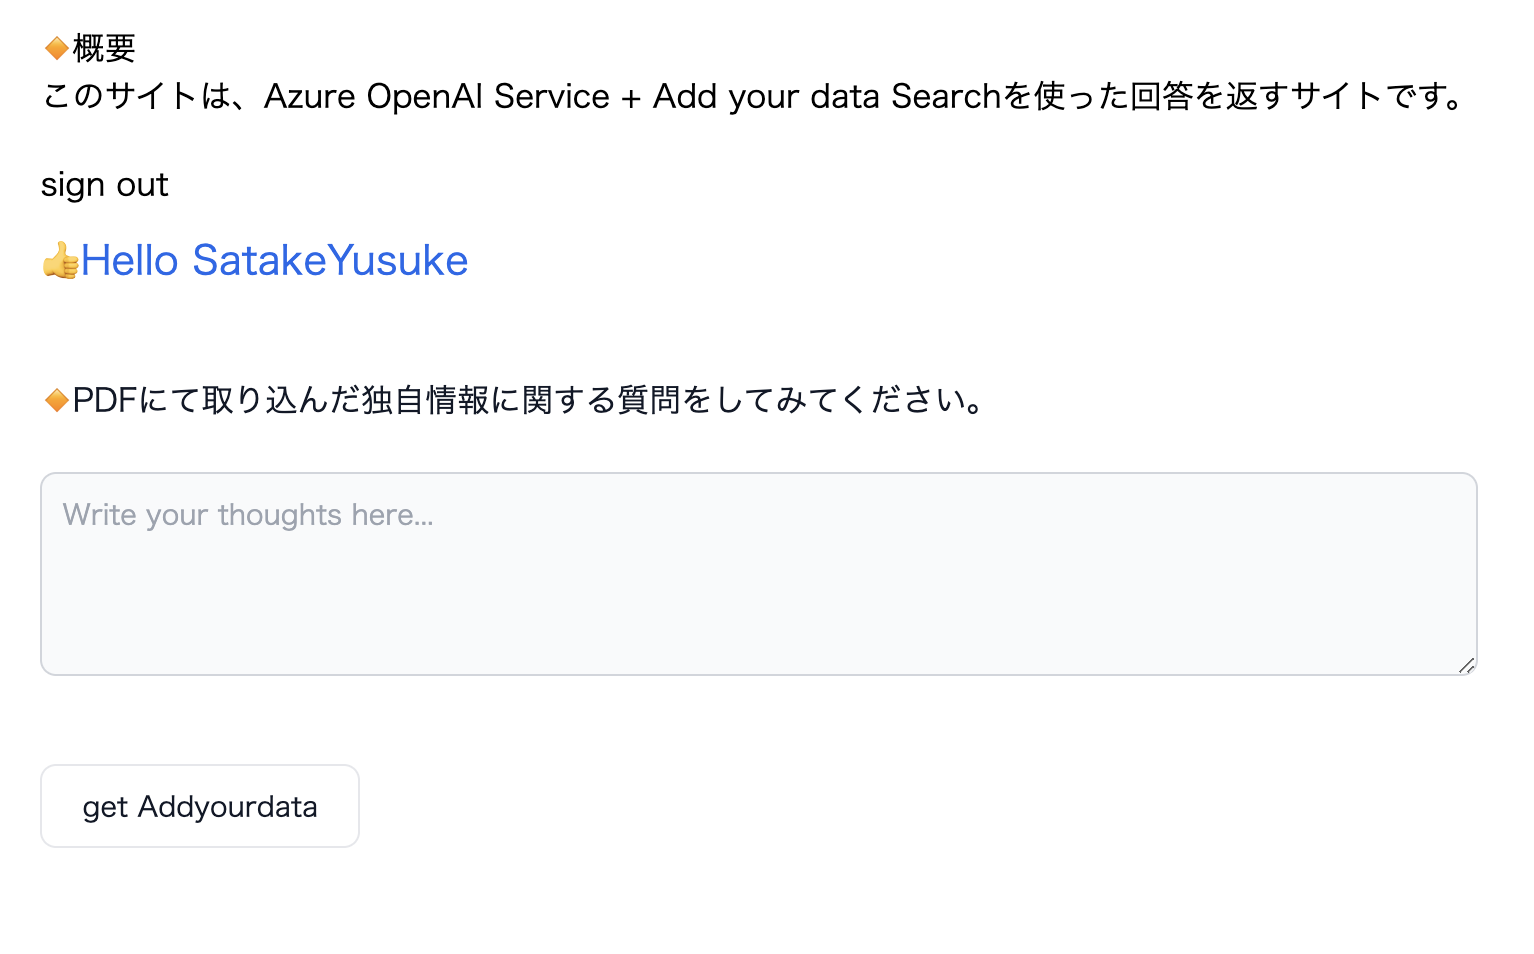 🔶概要
このサイトは、Azure OpenAI Service + Add your data Searchを使った回答を返すサイトです。
sign out
👍Hello SatakeYusuke
🔶PDFにて取り込んだ独自情報に関する質問をしてみてください。
Write your thoughts here...
get Addyourdata